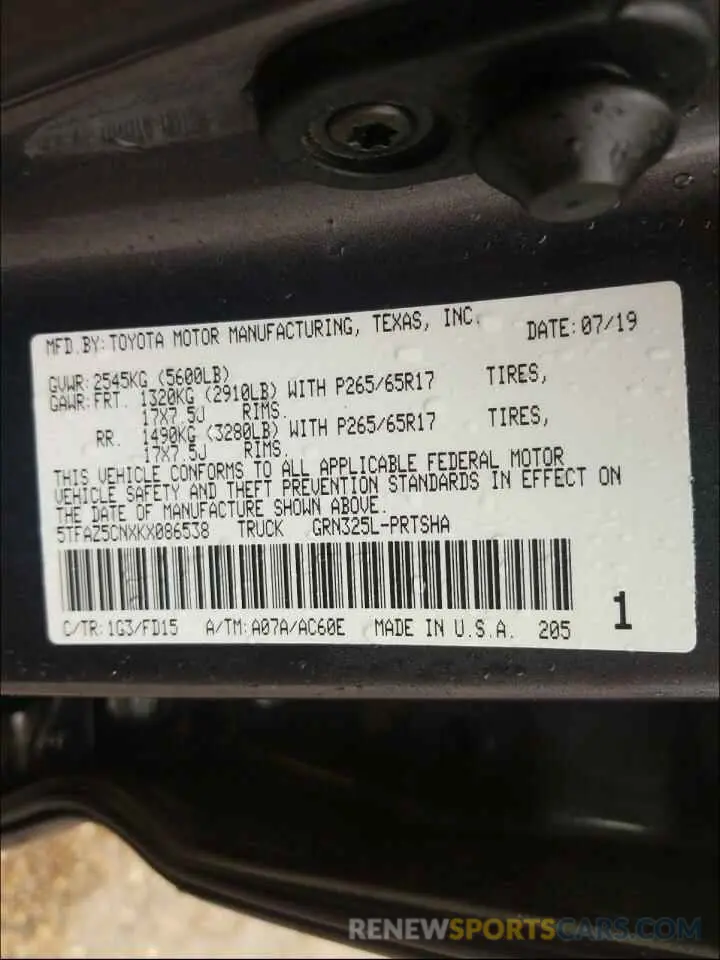 MFD.BY: TOYOTA MOTOR MANUFACTURING, TEXAS, INC. DATE: 07/19
GVWR: 2545KG (5600LB)
GAWR: FRT. 1320KG (2910LB) WITH P265/65R17 TIRES,
17X7.5J RIMS.
RR. 1490KG (3280LB) WITH P265/65R17 TIRES,
17X7.5J RIMS.
THIS VEHICLE CONFORMS TO ALL APPLICABLE FEDERAL MOTOR
VEHICLE SAFETY AND THEFT PREVENTION STANDARDS IN EFFECT ON
THE DATE OF MANUFACTURE SHOWN ABOVE.
5TFAZ5CNXKX086538 TRUCK GRN325L-PRTSHA
C/TR: 1G3/FD15 A/TM: A07A/AC60E MADE IN U.S.A. 205 1
RENEWSPORTSCARS.COM